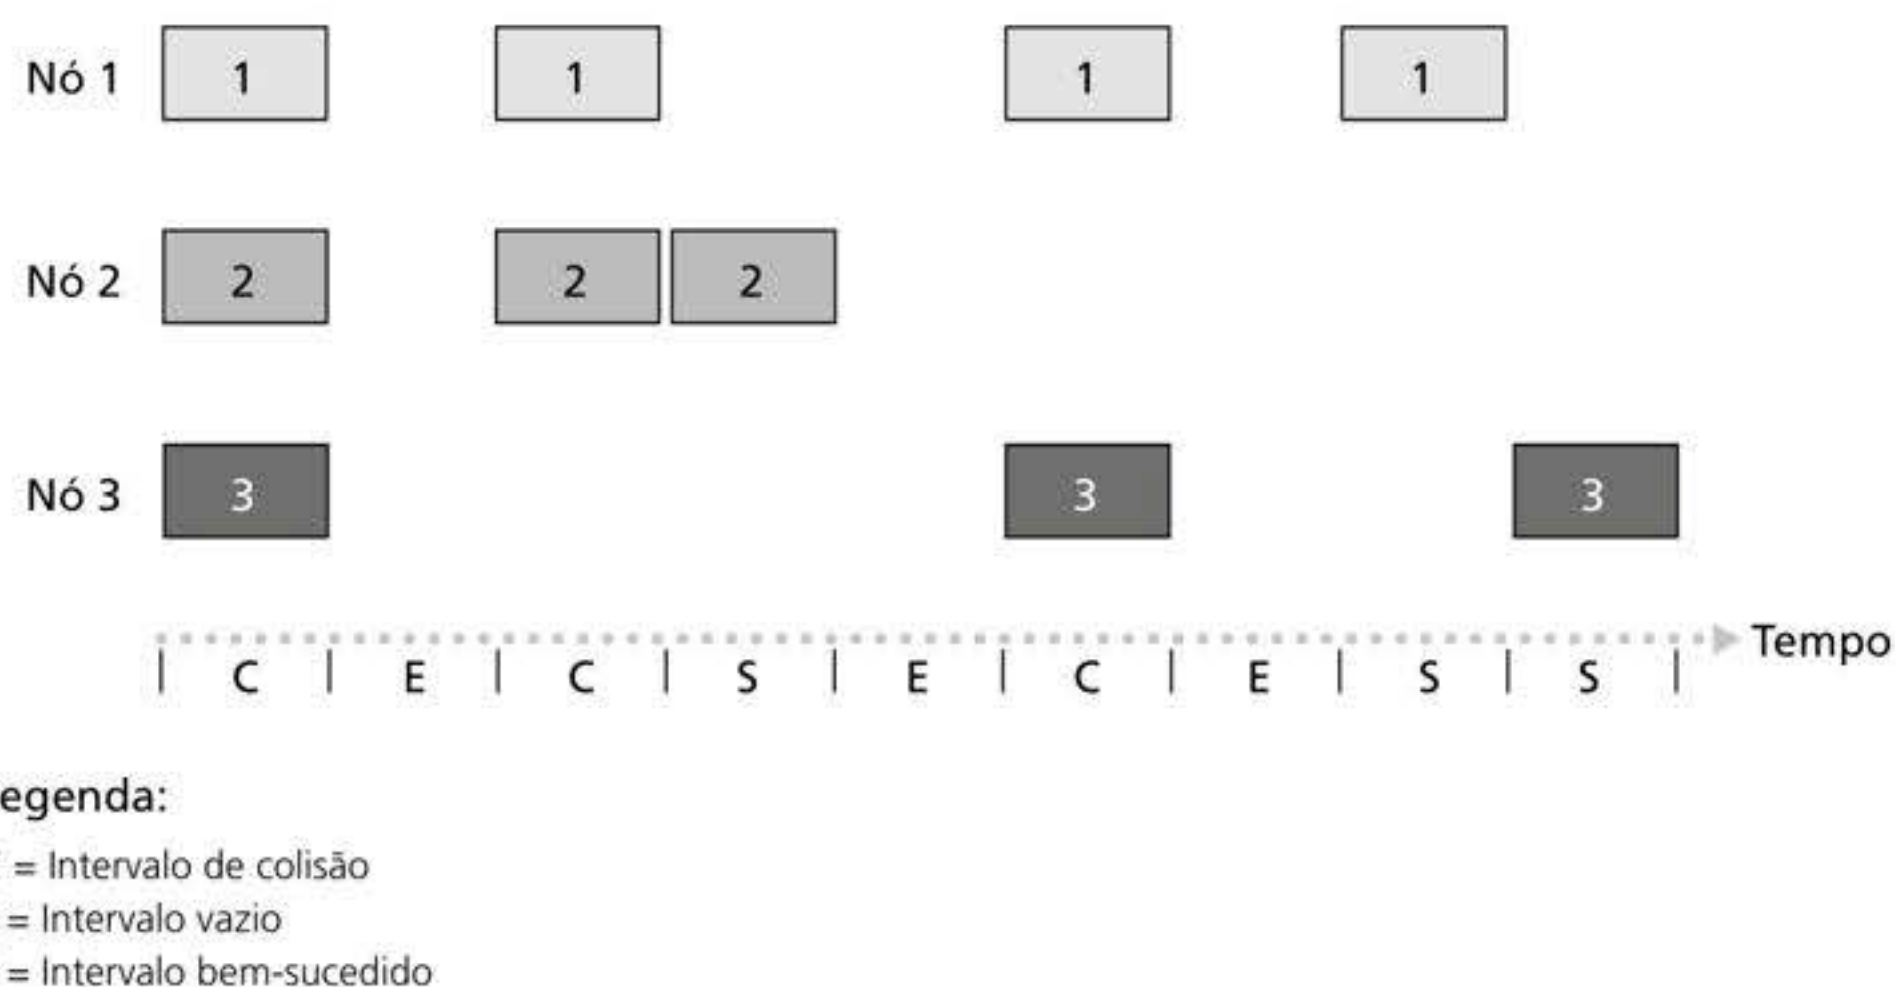 Nó 1 1 1 1 1
Nó 2 2 2 2
Nó 3 3 3 3
Tempo
C E C S E C E S S
egenda:
= Intervalo de colisão
= Intervalo vazio
= Intervalo bem-sucedido